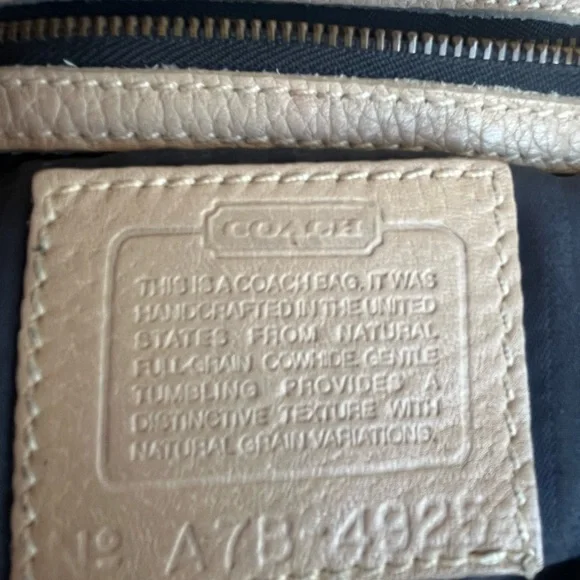 COACH
THIS IS A COACH BAG. IT WAS
HANDCRAFTED IN THE UNITED
STATES FROM NATURAL
FULL-GRAIN COWHIDE GENTLE
TUMBLING PROVIDES A
DISTINCTIVE TEXTURE WITH
NATURAL GRAIN VARIATIONS.
No A7B-4925